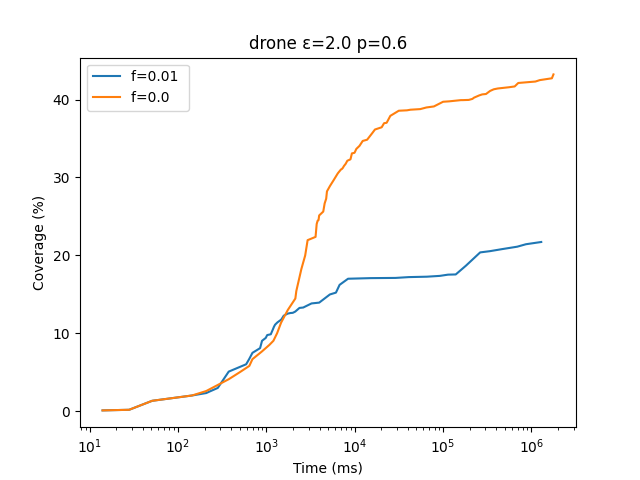 drone ε=2.0 p=0.6
f=0.01
f=0.0
Coverage (%)
40
30
20
10
0
10¹ 10² 10³ 10⁴ 10⁵ 10⁶
Time (ms)